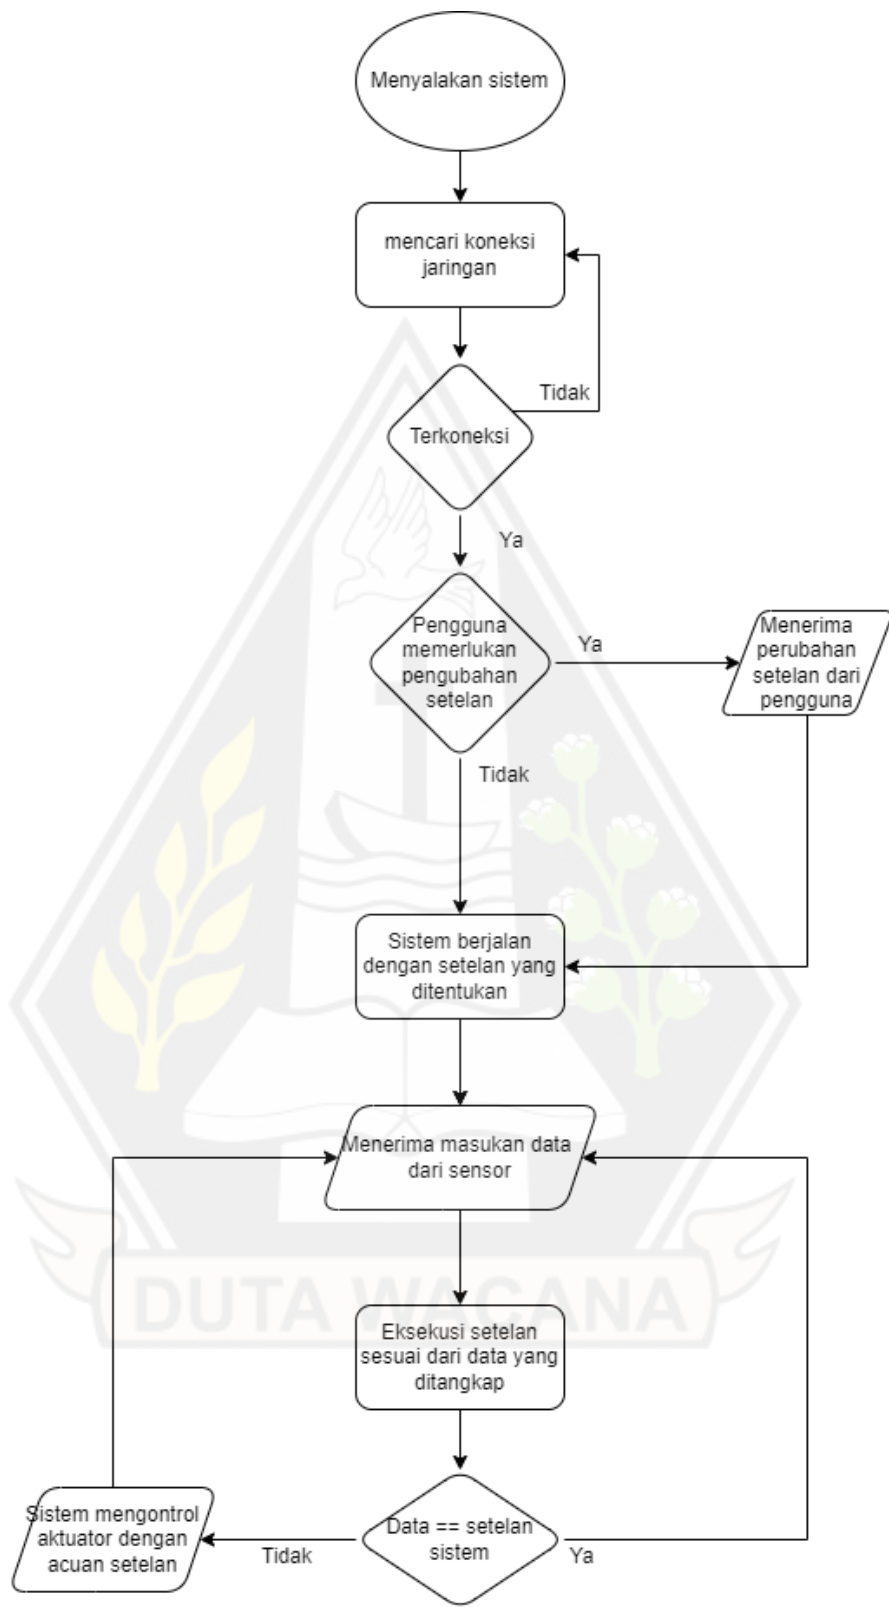 Menyalakan sistem
mencari koneksi
jaringan
Tidak
Terkoneksi
Ya
Pengguna
memerlukan
pengubahan
setelan
Ya
Menerima
perubahan
setelan dari
pengguna
Tidak
Sistem berjalan
dengan setelan yang
ditentukan
Menerima masukan data
dari sensor
DUTA WACANA
Eksekusi setelan
sesuai dari data yang
ditangkap
Sistem mengontrol
aktuator dengan
acuan setelan
Tidak
Data == setelan
sistem
Ya